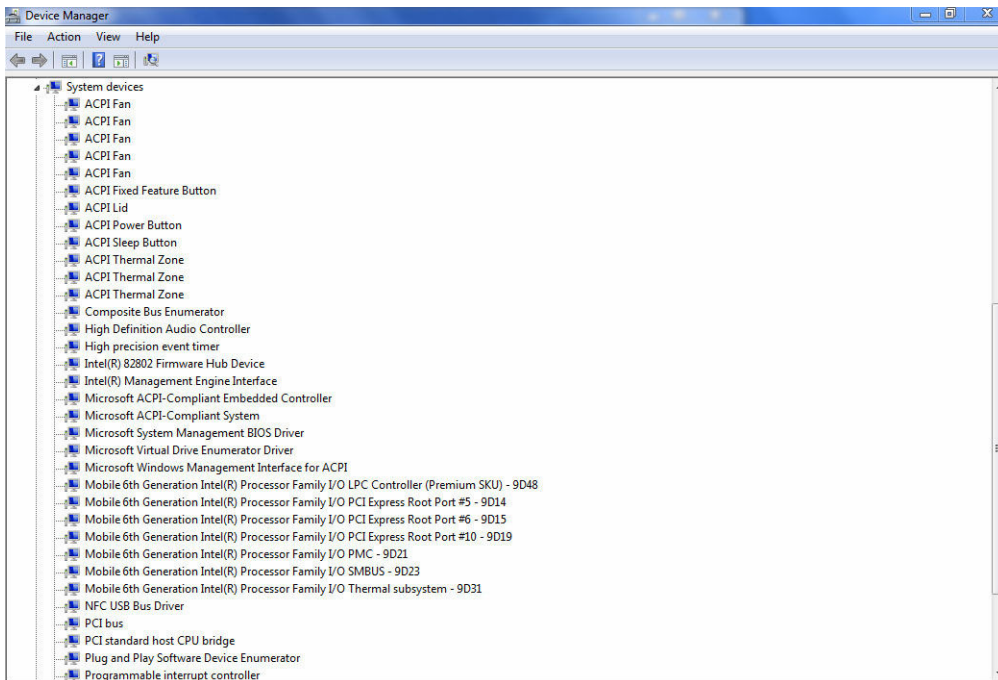 Device Manager
File Action View Help
System devices
ACPI Fan
ACPI Fan
ACPI Fan
ACPI Fan
ACPI Fan
ACPI Fixed Feature Button
ACPI Lid
ACPI Power Button
ACPI Sleep Button
ACPI Thermal Zone
ACPI Thermal Zone
ACPI Thermal Zone
Composite Bus Enumerator
High Definition Audio Controller
High precision event timer
Intel(R) 82802 Firmware Hub Device
Intel(R) Management Engine Interface
Microsoft ACPI-Compliant Embedded Controller
Microsoft ACPI-Compliant System
Microsoft System Management BIOS Driver
Microsoft Virtual Drive Enumerator Driver
Microsoft Windows Management Interface for ACPI
Mobile 6th Generation Intel(R) Processor Family I/O LPC Controller (Premium SKU) - 9D48
Mobile 6th Generation Intel(R) Processor Family I/O PCI Express Root Port #5 - 9D14
Mobile 6th Generation Intel(R) Processor Family I/O PCI Express Root Port #6 - 9D15
Mobile 6th Generation Intel(R) Processor Family I/O PCI Express Root Port #10 - 9D19
Mobile 6th Generation Intel(R) Processor Family I/O PMC - 9D21
Mobile 6th Generation Intel(R) Processor Family I/O SMBUS - 9D23
Mobile 6th Generation Intel(R) Processor Family I/O Thermal subsystem - 9D31
NFC USB Bus Driver
PCI bus
PCI standard host CPU bridge
Plug and Play Software Device Enumerator
Programmable interrupt controller